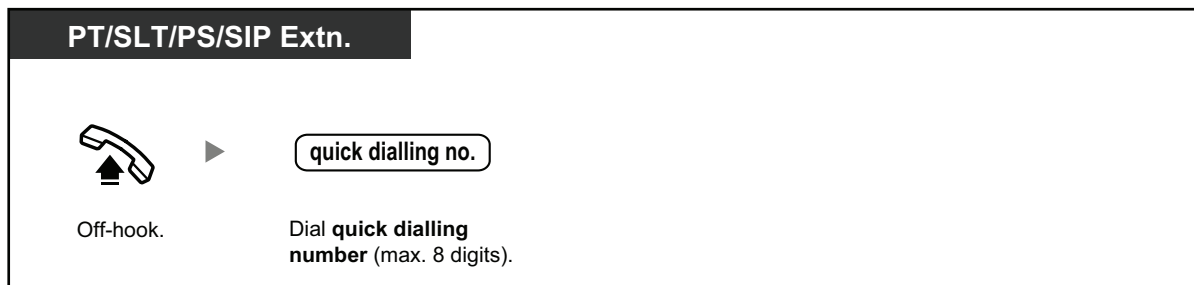 PT/SLT/PS/SIP Extn.
quick dialling no.
Off-hook.
Dial quick dialling
number (max. 8 digits).